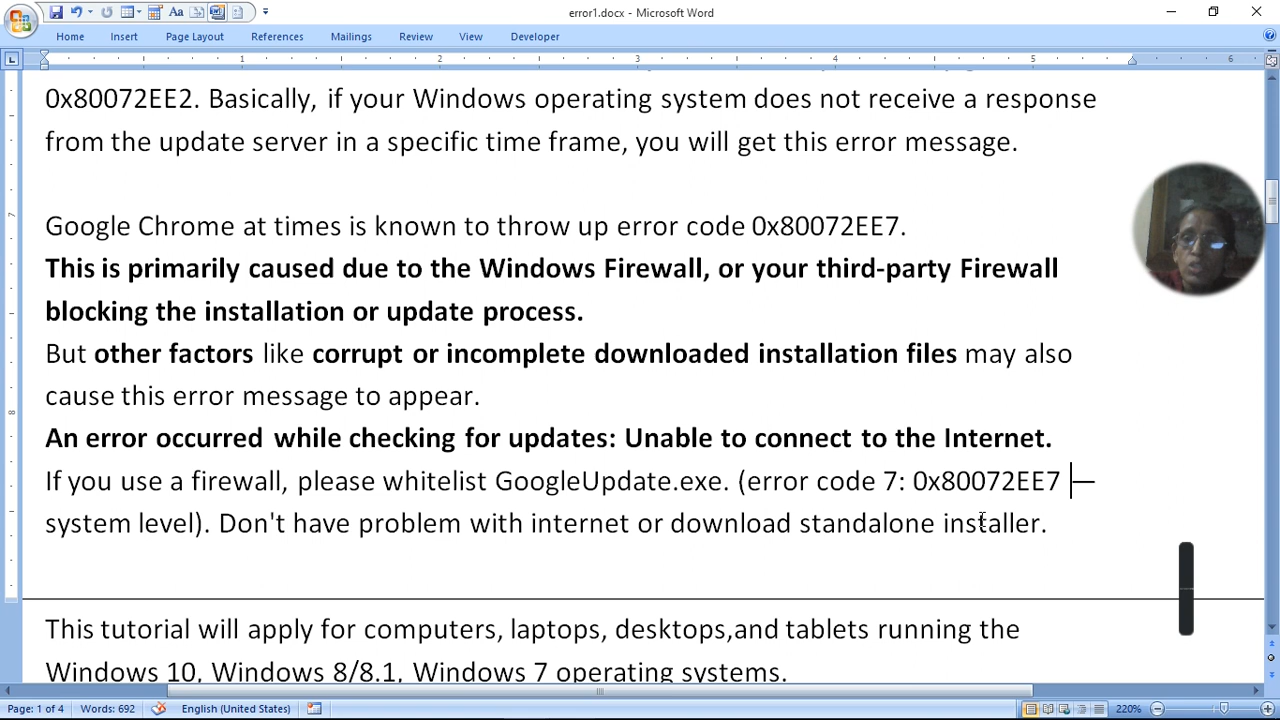 error1.docx - Microsoft Word
Home Insert Page Layout References Mailings Review View Developer
1 2 3 4 5 6
0x80072EE2. Basically, if your Windows operating system does not receive a response
from the update server in a specific time frame, you will get this error message.
Google Chrome at times is known to throw up error code 0x80072EE7.
This is primarily caused due to the Windows Firewall, or your third-party Firewall
blocking the installation or update process.
But other factors like corrupt or incomplete downloaded installation files may also
cause this error message to appear.
An error occurred while checking for updates: Unable to connect to the Internet.
If you use a firewall, please whitelist GoogleUpdate.exe. (error code 7: 0x80072EE7 —
system level). Don't have problem with internet or download standalone installer.
This tutorial will apply for computers, laptops, desktops,and tablets running the
Windows 10, Windows 8/8.1, Windows 7 operating systems.
Page: 1 of 4 Words: 692 English (United States) 220%